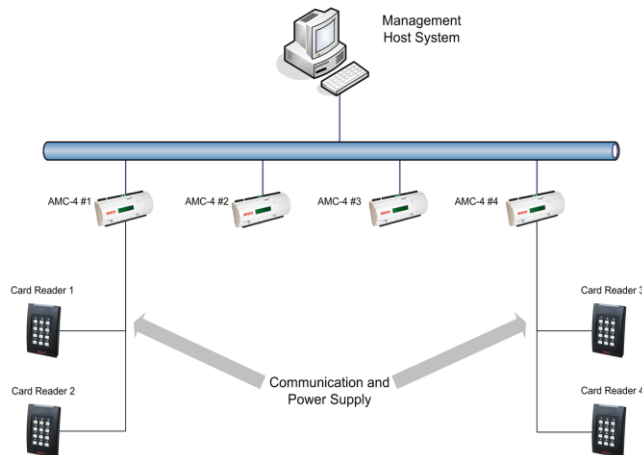 Management
Host System
AMC-4 #1
AMC-4 #2
AMC-4 #3
AMC-4 #4
Card Reader 1
Card Reader 3
Card Reader 2
Card Reader 4
Communication and
Power Supply